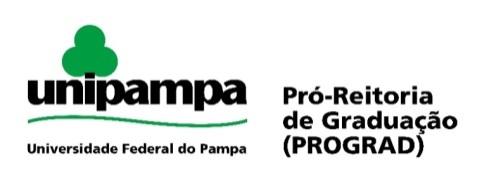 unipampa
Universidade Federal do Pampa
Pró-Reitoria
de Graduação
(PROGRAD)